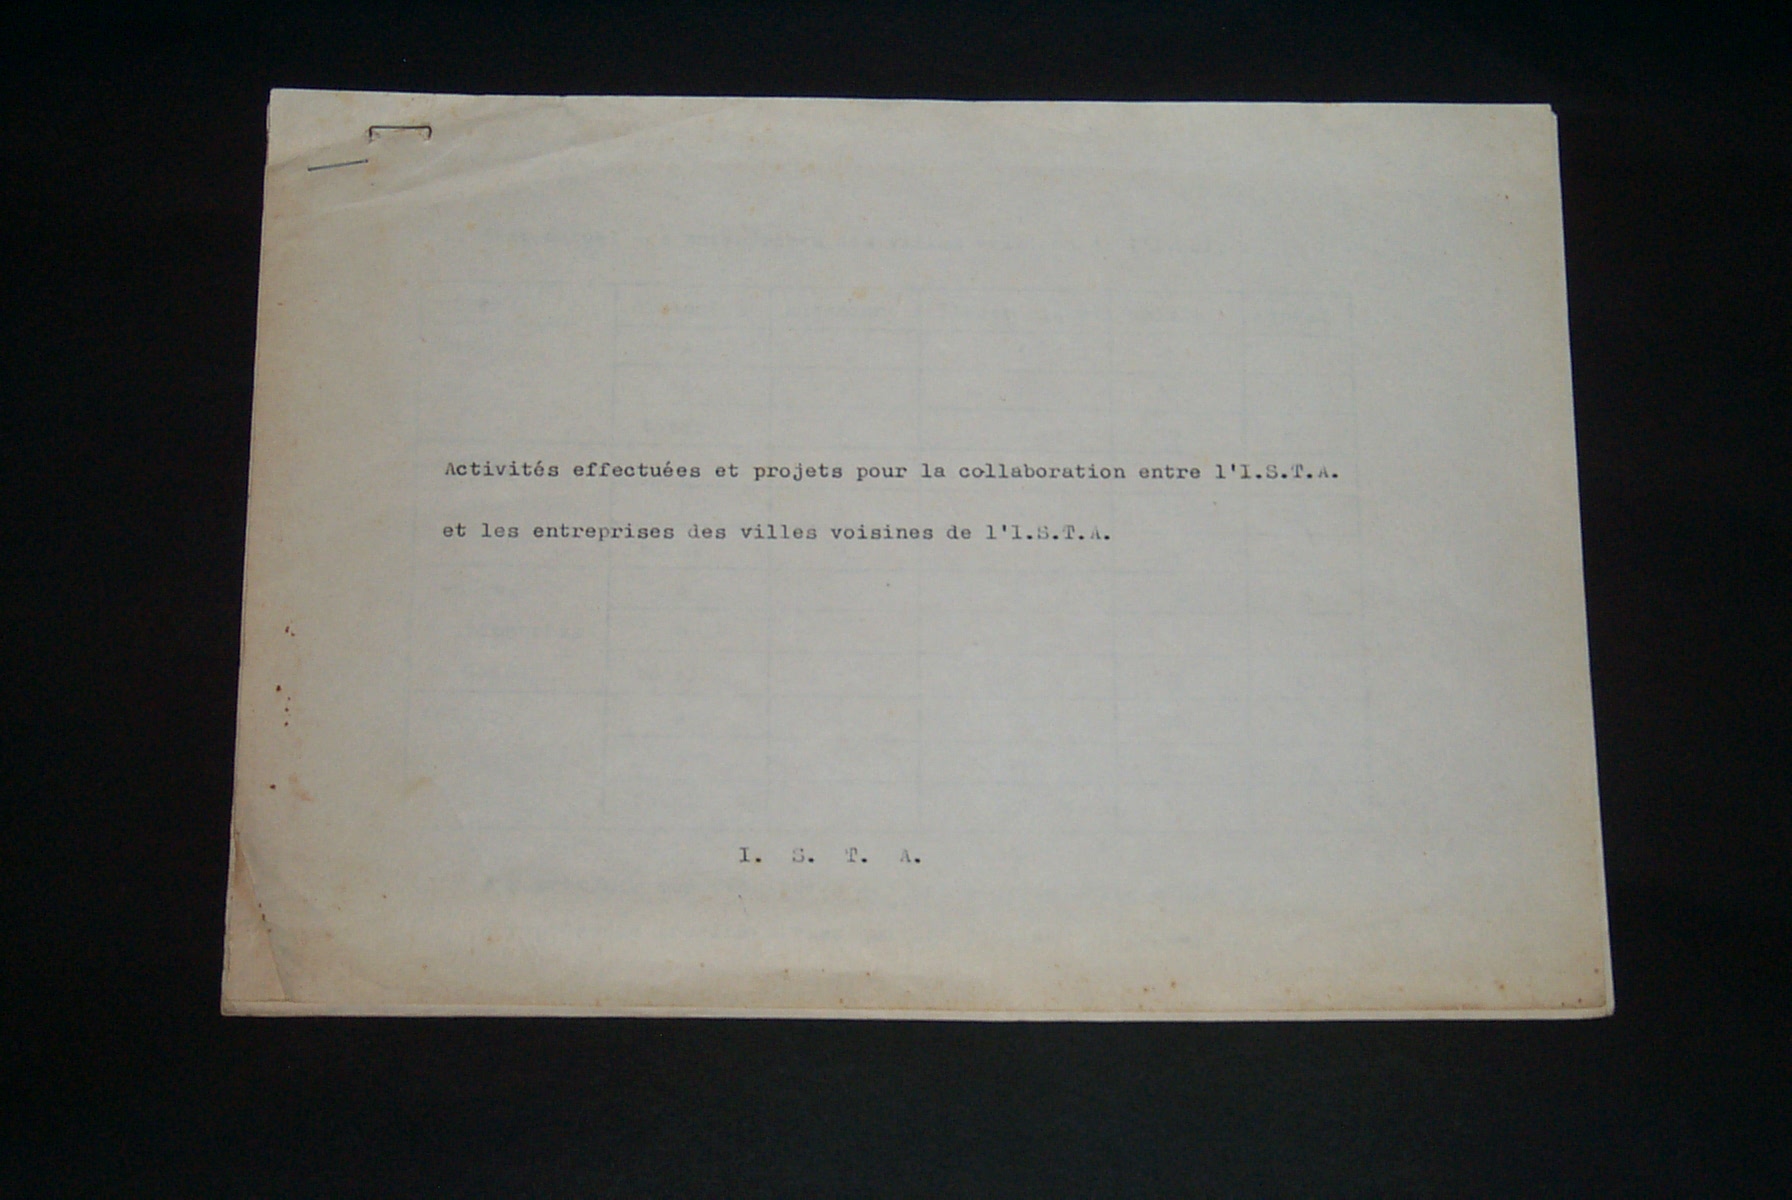 Activités effectuées et projets pour la collaboration entre l'I.S.T.A.
et les entreprises des villes voisines de l'I.S.T.A.
I. S. T. A.